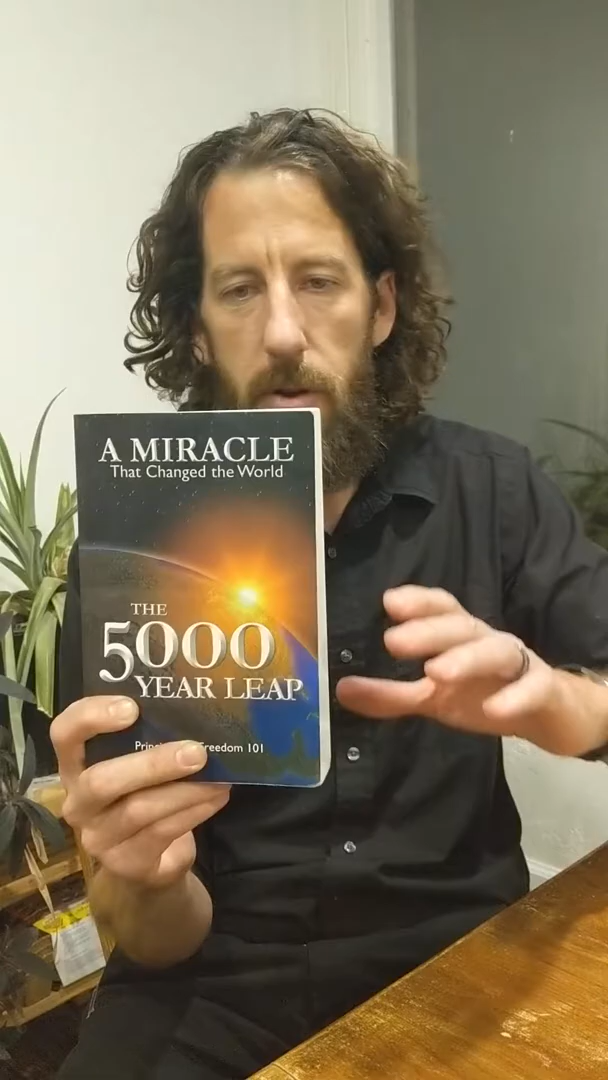 A MIRACLE
That Changed the World
THE
5000
YEAR LEAP
Freedom 101